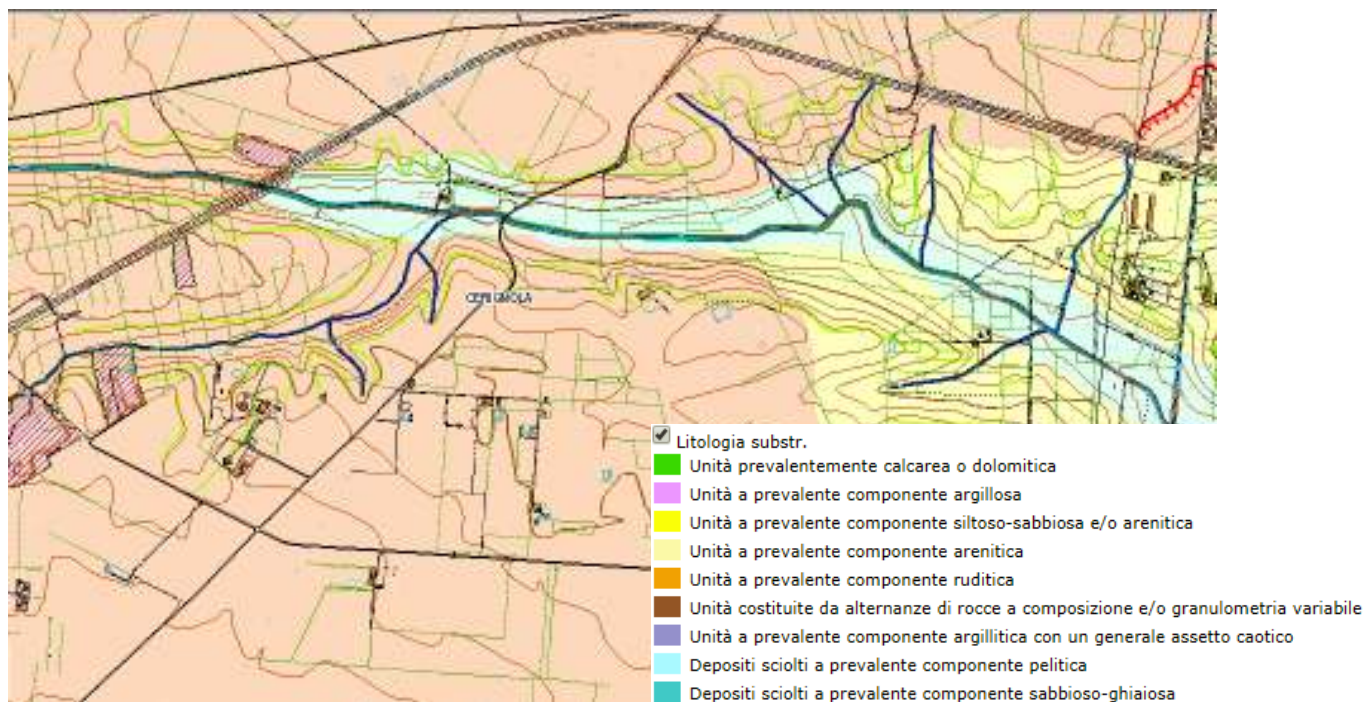 CERIGNOLA
Litologia substr.
Unità prevalentemente calcarea o dolomitica
Unità a prevalente componente argillosa
Unità a prevalente componente siltoso-sabbiosa e/o arenitica
Unità a prevalente componente arenitica
Unità a prevalente componente ruditica
Unità costituite da alternanze di rocce a composizione e/o granulometria variabile
Unità a prevalente componente argillitica con un generale assetto caotico
Depositi sciolti a prevalente componente pelitica
Depositi sciolti a prevalente componente sabbioso-ghiaiosa